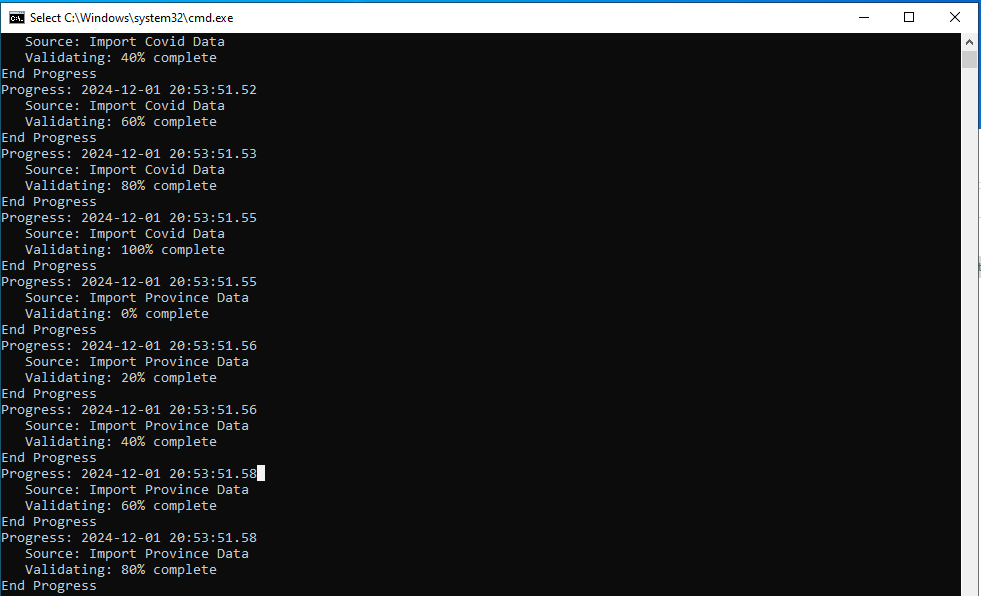 Select C:\Windows\system32\cmd.exe
Source: Import Covid Data
Validating: 40% complete
End Progress
Progress: 2024-12-01 20:53:51.52
Source: Import Covid Data
Validating: 60% complete
End Progress
Progress: 2024-12-01 20:53:51.53
Source: Import Covid Data
Validating: 80% complete
End Progress
Progress: 2024-12-01 20:53:51.55
Source: Import Covid Data
Validating: 100% complete
End Progress
Progress: 2024-12-01 20:53:51.55
Source: Import Province Data
Validating: 0% complete
End Progress
Progress: 2024-12-01 20:53:51.56
Source: Import Province Data
Validating: 20% complete
End Progress
Progress: 2024-12-01 20:53:51.56
Source: Import Province Data
Validating: 40% complete
End Progress
Progress: 2024-12-01 20:53:51.58
Source: Import Province Data
Validating: 60% complete
End Progress
Progress: 2024-12-01 20:53:51.58
Source: Import Province Data
Validating: 80% complete
End Progress